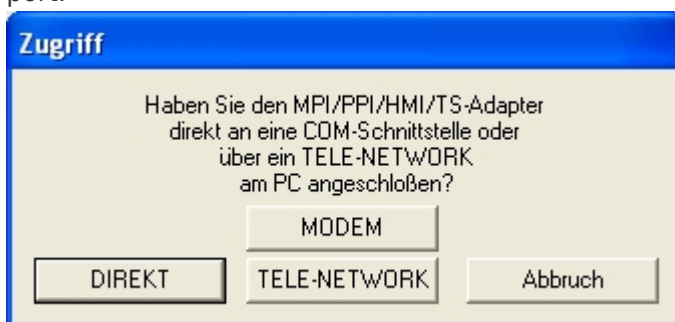 Zugriff
Haben Sie den MPI/PPI/HMI/TS-Adapter
direkt an eine COM-Schnittstelle oder
über ein TELE-NETWORK
am PC angeschloßen?
MODEM
DIREKT TELE-NETWORK Abbruch